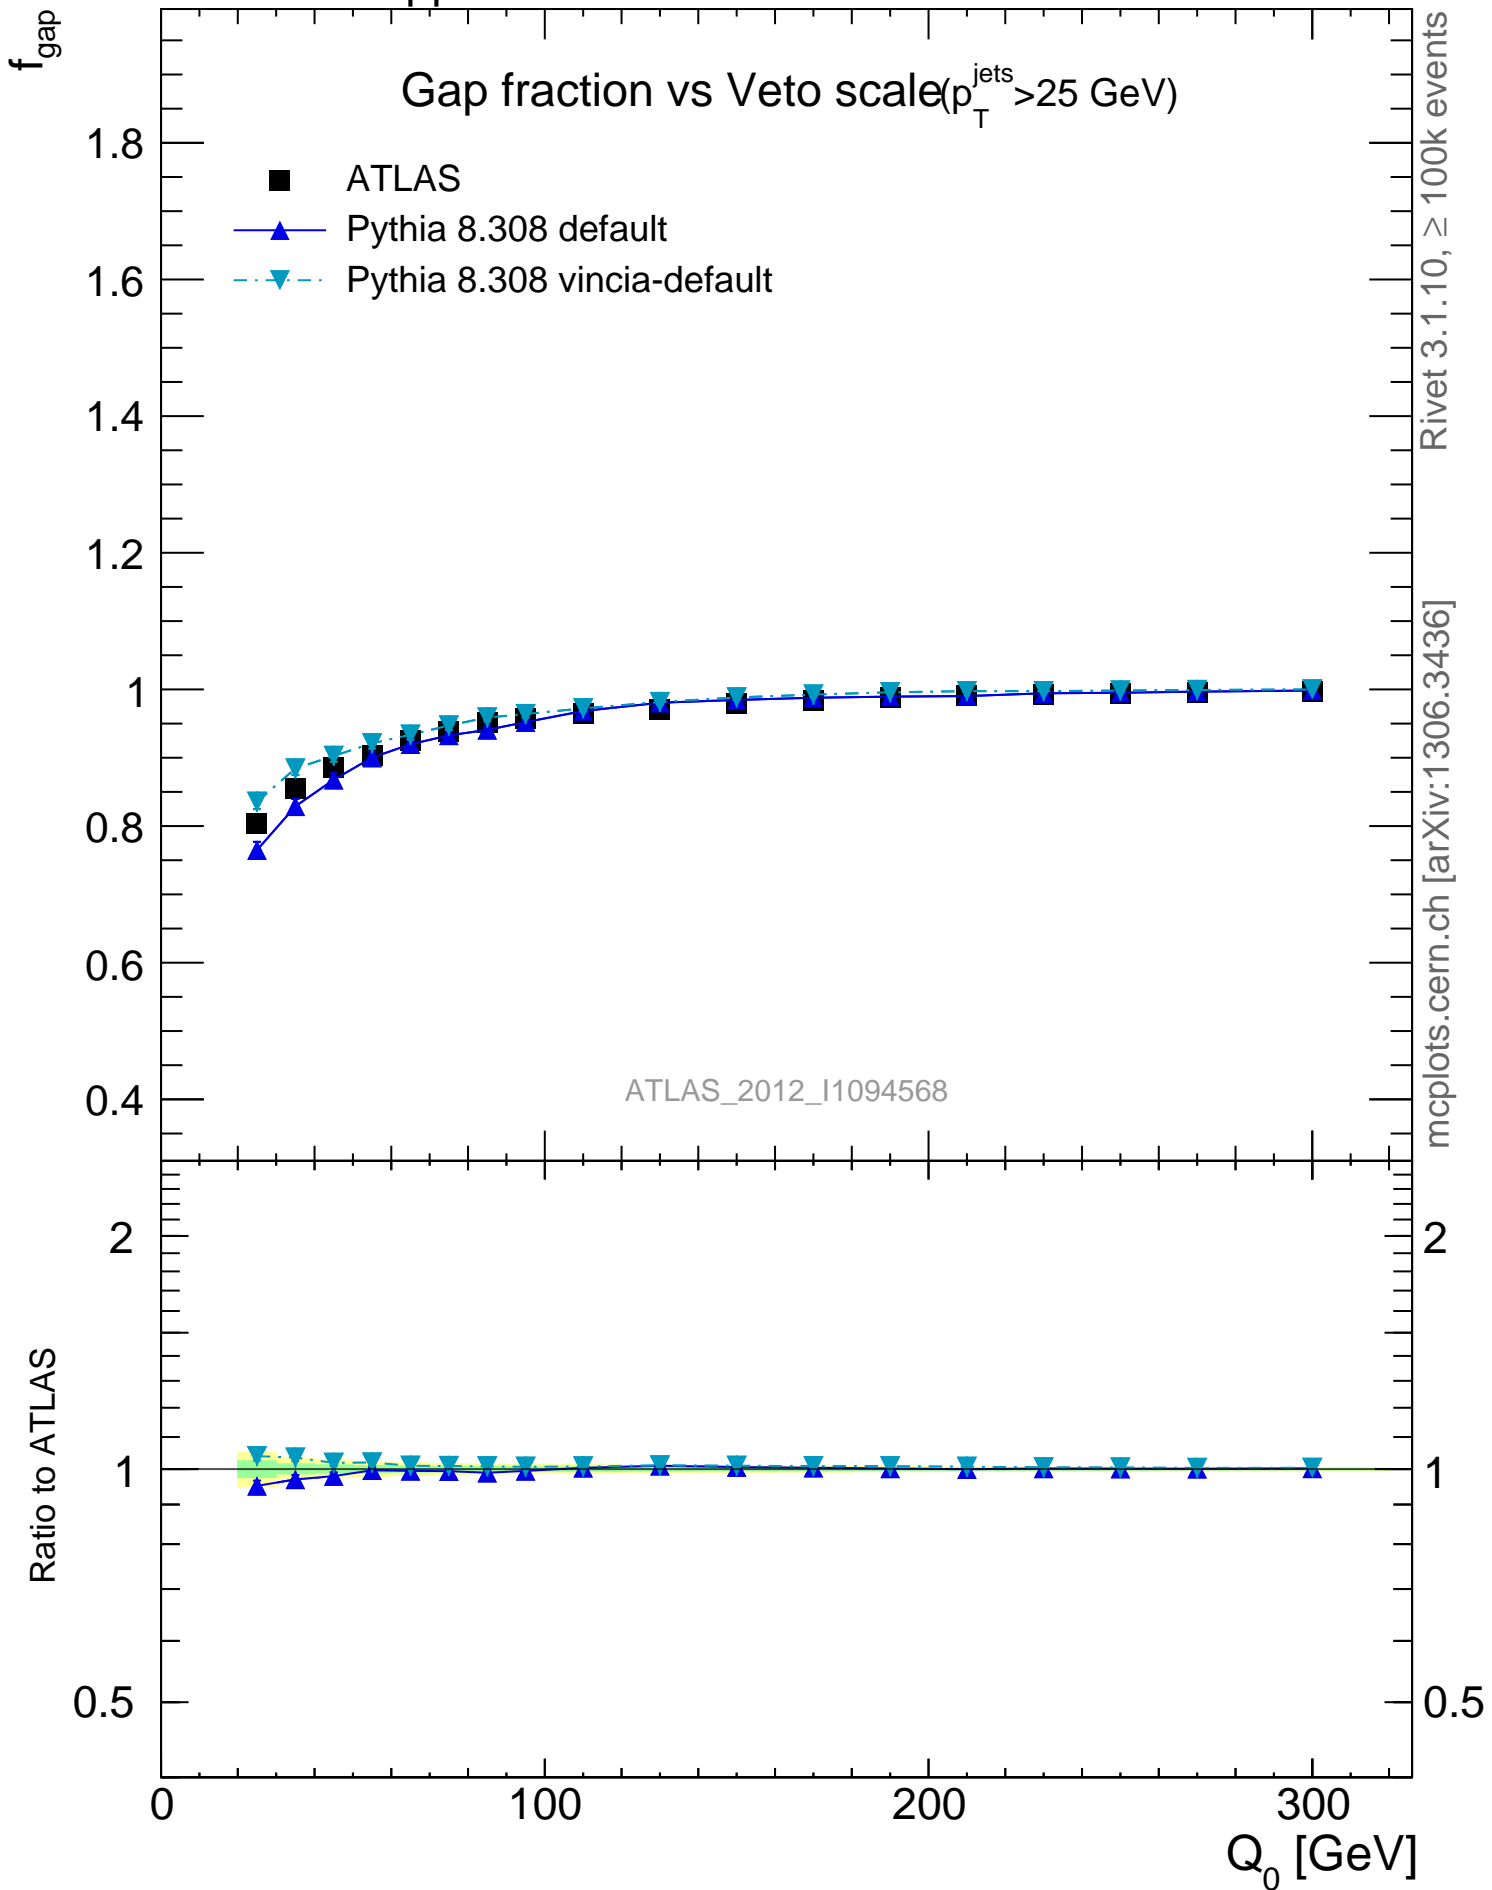 f_gap
Gap fraction vs Veto scale(p_T^jets>25 GeV)
ATLAS
Pythia 8.308 default
Pythia 8.308 vincia-default
1.8
1.6
1.4
1.2
1
0.8
0.6
0.4
ATLAS_2012_I1094568
Rivet 3.1.10, ≥ 100k events
mcplots.cern.ch [arXiv:1306.3436]
Ratio to ATLAS
2
1
0.5
2
1
0.5
0
100
200
300
Q_0 [GeV]